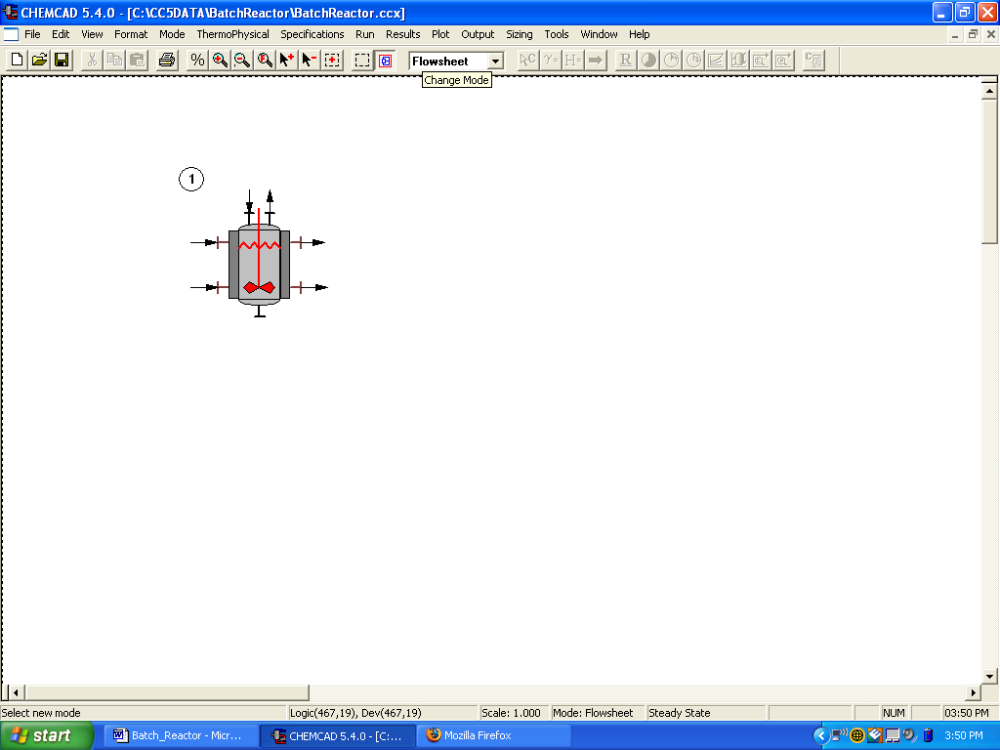 CHEMCAD 5.4.0 - [C:\CC5DATA\BatchReactor\BatchReactor.ccx]
File Edit View Format Mode ThermoPhysical Specifications Run Results Plot Output Sizing Tools Window Help
% Flowsheet C γ= H= R
Change Mode
1
Select new mode Logic(467,19), Dev(467,19) Scale: 1.000 Mode: Flowsheet Steady State NUM 03:50 PM
start Batch_Reactor - Micr... CHEMCAD 5.4.0 - [C:... Mozilla Firefox 3:50 PM